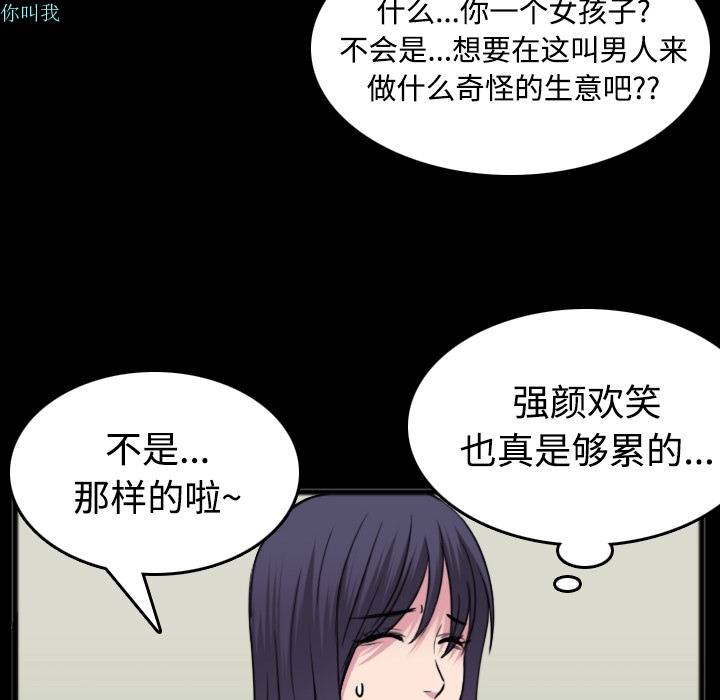 你叫我
什么...你一个女孩子?
不会是...想要在这叫男人来
做什么奇怪的生意吧??
强颜欢笑
也真是够累的...
不是...
那样的啦~